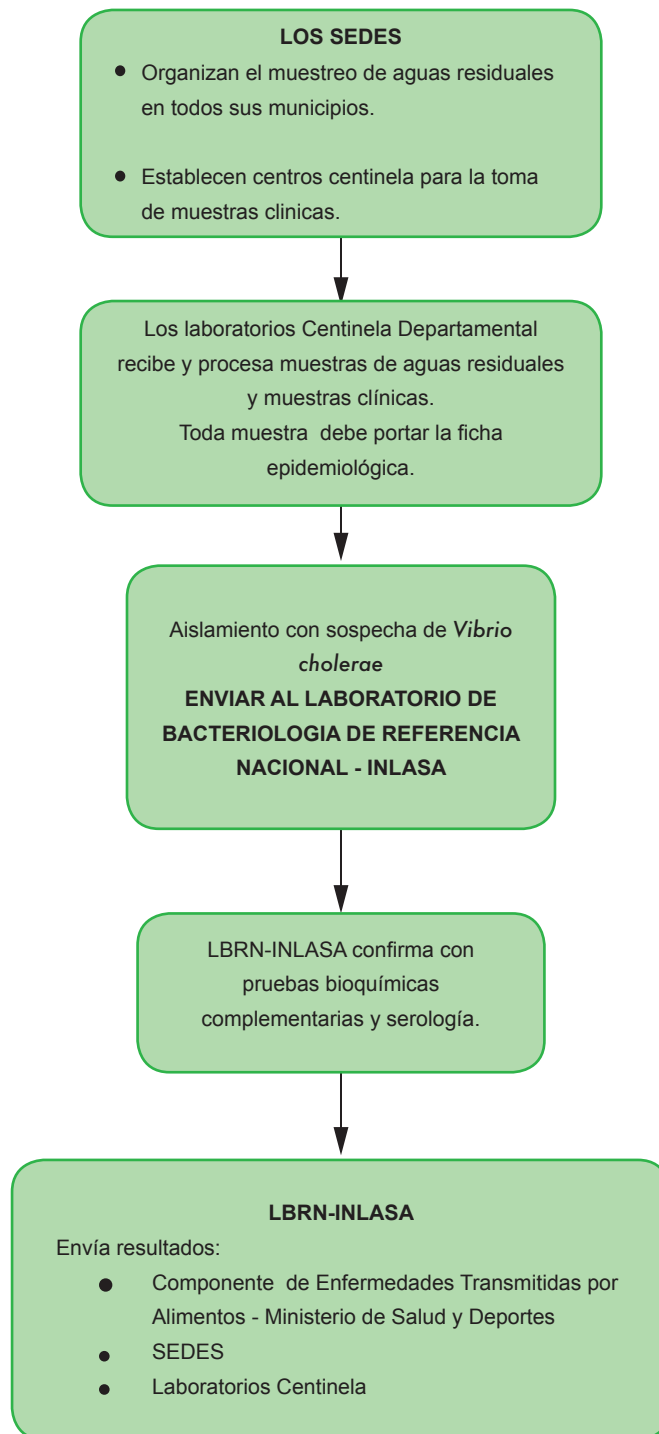 LOS SEDES
● Organizan el muestreo de aguas residuales
en todos sus municipios.
● Establecen centros centinela para la toma
de muestras clinicas.
Los laboratorios Centinela Departamental
recibe y procesa muestras de aguas residuales
y muestras clínicas.
Toda muestra debe portar la ficha
epidemiológica.
Aislamiento con sospecha de Vibrio
cholerae
ENVIAR AL LABORATORIO DE
BACTERIOLOGIA DE REFERENCIA
NACIONAL - INLASA
LBRN-INLASA confirma con
pruebas bioquímicas
complementarias y serología.
LBRN-INLASA
Envía resultados:
● Componente de Enfermedades Transmitidas por
Alimentos - Ministerio de Salud y Deportes
● SEDES
● Laboratorios Centinela